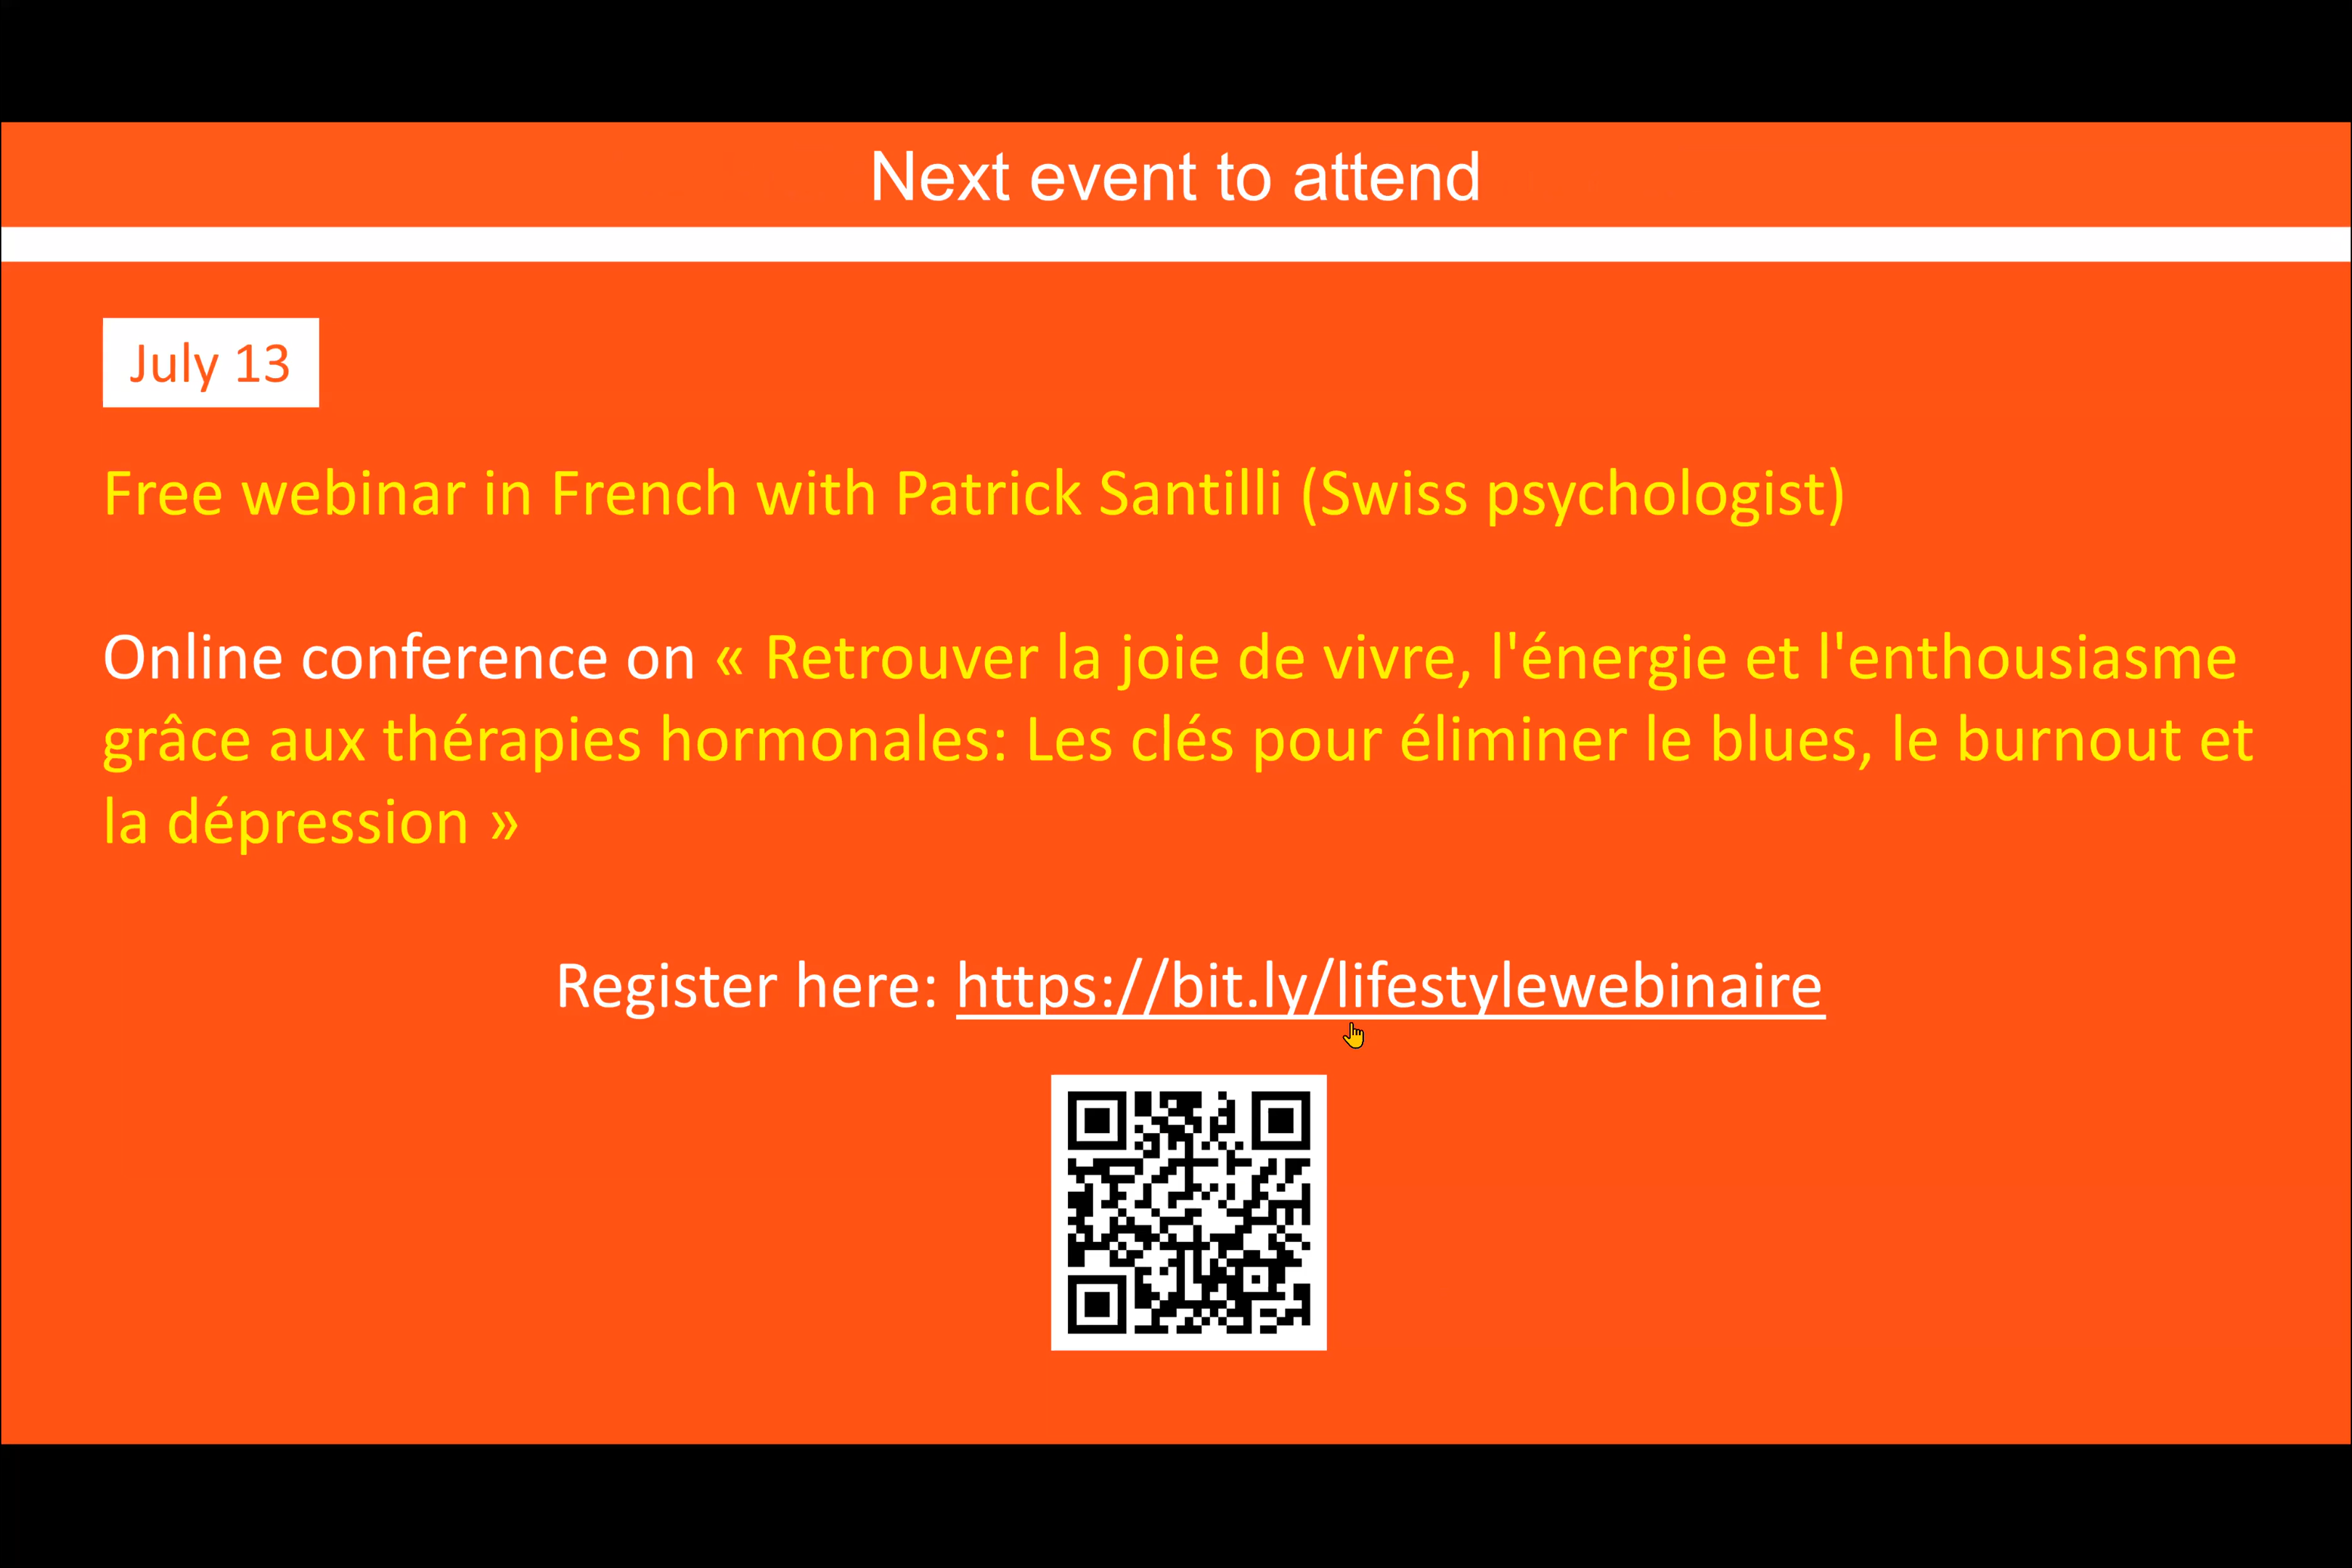 Next event to attend
July 13
Free webinar in French with Patrick Santilli (Swiss psychologist)
Online conference on « Retrouver la joie de vivre, l'énergie et l'enthousiasme
grâce aux thérapies hormonales: Les clés pour éliminer le blues, le burnout et
la dépression »
Register here: https://bit.ly/lifestylewebinaire